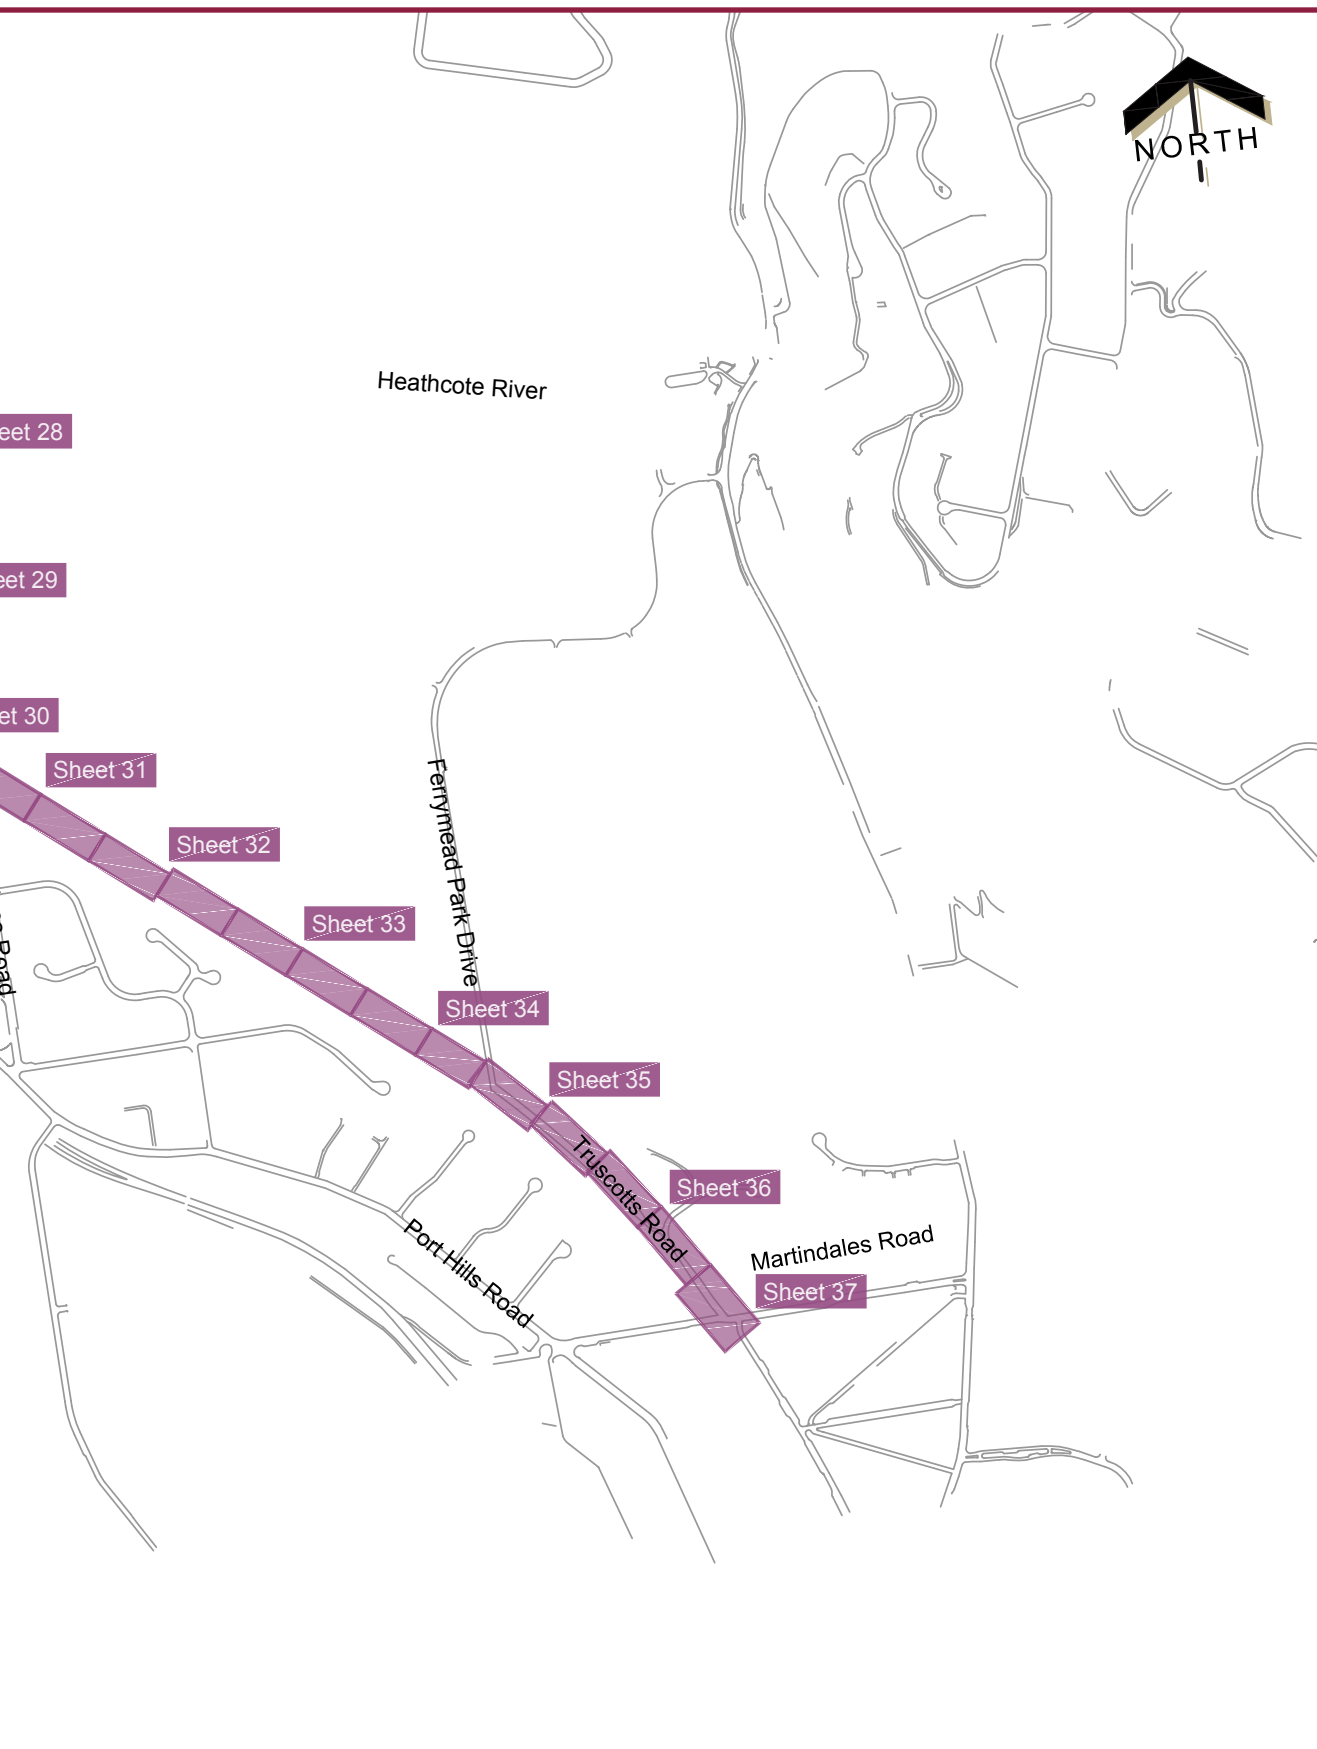 NORTH
Heathcote River
eet 28
eet 29
et 30
Sheet 31
Sheet 32
Ferrymead Park Drive
Sheet 33
Road
Sheet 34
Sheet 35
Truscotts Road
Sheet 36
Martindales Road
Port Hills Road
Sheet 37